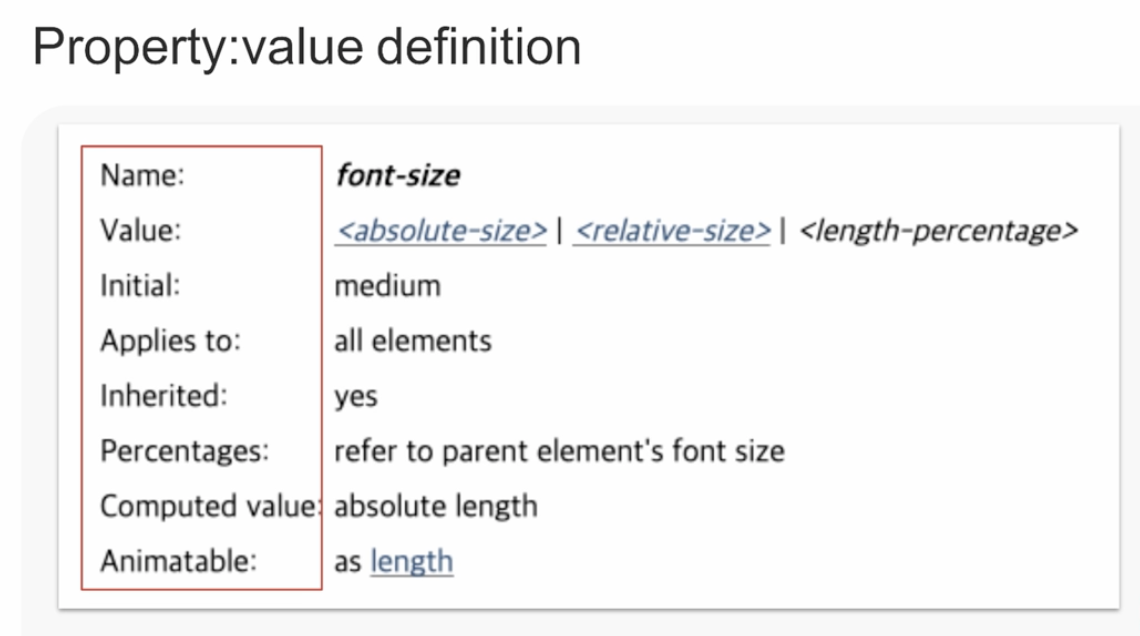 Property:value definition
Name: font-size
Value: <absolute-size> | <relative-size> | <length-percentage>
Initial: medium
Applies to: all elements
Inherited: yes
Percentages: refer to parent element's font size
Computed value: absolute length
Animatable: as length